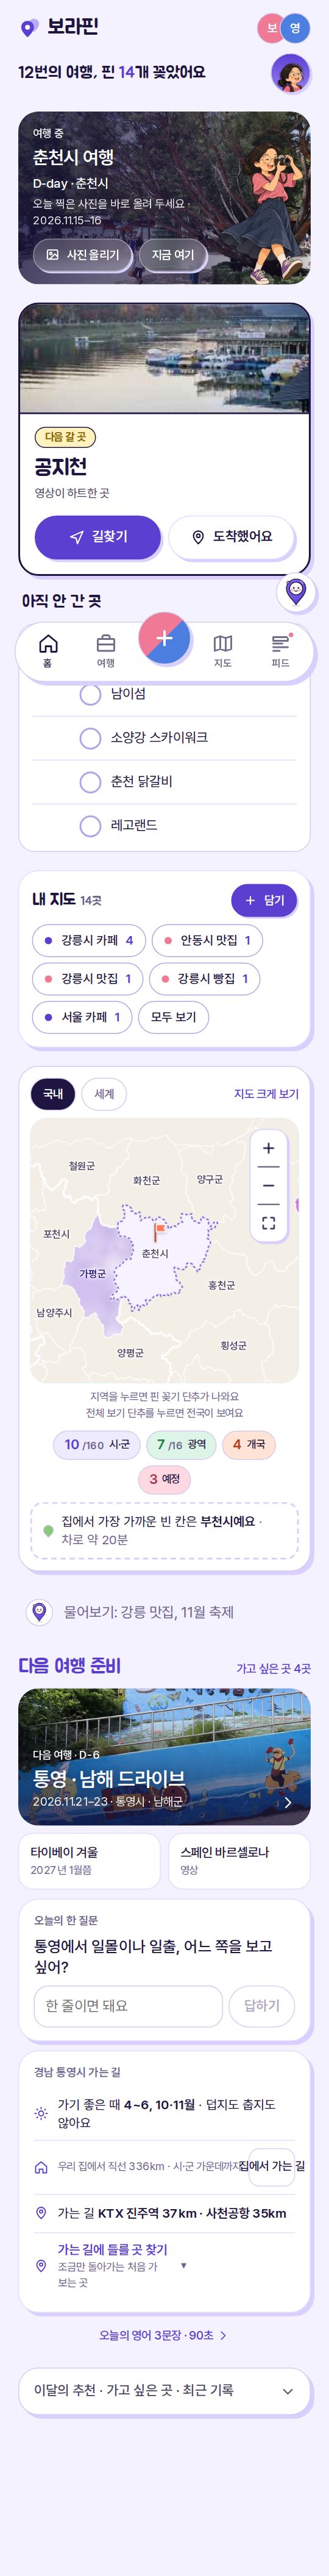 보라핀
보 영
12번의 여행, 핀 14개 꽂았어요
여행 중
춘천시 여행
D-day · 춘천시
오늘 찍은 사진을 바로 올려 두세요 ·
2026.11.15–16
사진 올리기 지금 여기
다음 갈 곳
공지천
영상이 하트한 곳
길찾기 도착했어요
아직 안 간 곳
홈 여행 + 지도 피드
남이섬
소양강 스카이워크
춘천 닭갈비
레고랜드
내 지도 14곳 + 담기
강릉시 카페 4 안동시 맛집 1
강릉시 맛집 1 강릉시 빵집 1
서울 카페 1 모두 보기
국내 세계 지도 크게 보기
+
−
철원군
화천군 양구군
포천시
춘천시
가평군
홍천군
남양주시
횡성군
양평군
지역을 누르면 핀 꽂기 단추가 나와요
전체 보기 단추를 누르면 전국이 보여요
10 /160 시·군 7 /16 광역 4 개국
3 예정
집에서 가장 가까운 빈 칸은 부천시예요 ·
차로 약 20분
물어보기: 강릉 맛집, 11월 축제
다음 여행 준비 가고 싶은 곳 4곳
다음 여행 · D-6
통영 · 남해 드라이브
2026.11.21–23 · 통영시 · 남해군
타이베이 겨울
2027년 1월쯤
스페인 바르셀로나
영상
오늘의 한 질문
통영에서 일몰이나 일출, 어느 쪽을 보고
싶어?
한 줄이면 돼요 답하기
경남 통영시 가는 길
가기 좋은 때 4~6, 10·11월 · 덥지도 춥지도
않아요
우리 집에서 직선 336km · 시·군 가운데까지 집에서 가는 길
가는 길 KTX 진주역 37km · 사천공항 35km
가는 길에 들를 곳 찾기
조금만 돌아가는 처음 가
보는 곳
오늘의 영어 3문장 · 90초
이달의 추천 · 가고 싶은 곳 · 최근 기록